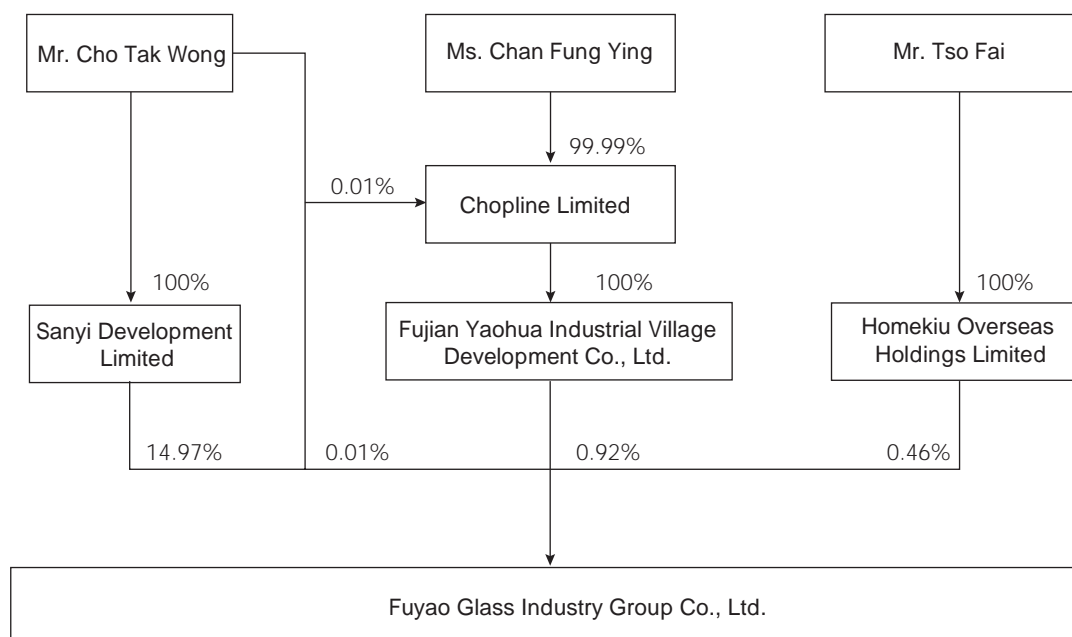 Mr. Cho Tak Wong
Ms. Chan Fung Ying
Mr. Tso Fai
99.99%
0.01%
Chopline Limited
100%
100%
100%
Sanyi Development
Limited
Fujian Yaohua Industrial Village
Development Co., Ltd.
Homekiu Overseas
Holdings Limited
14.97%
0.01%
0.92%
0.46%
Fuyao Glass Industry Group Co., Ltd.